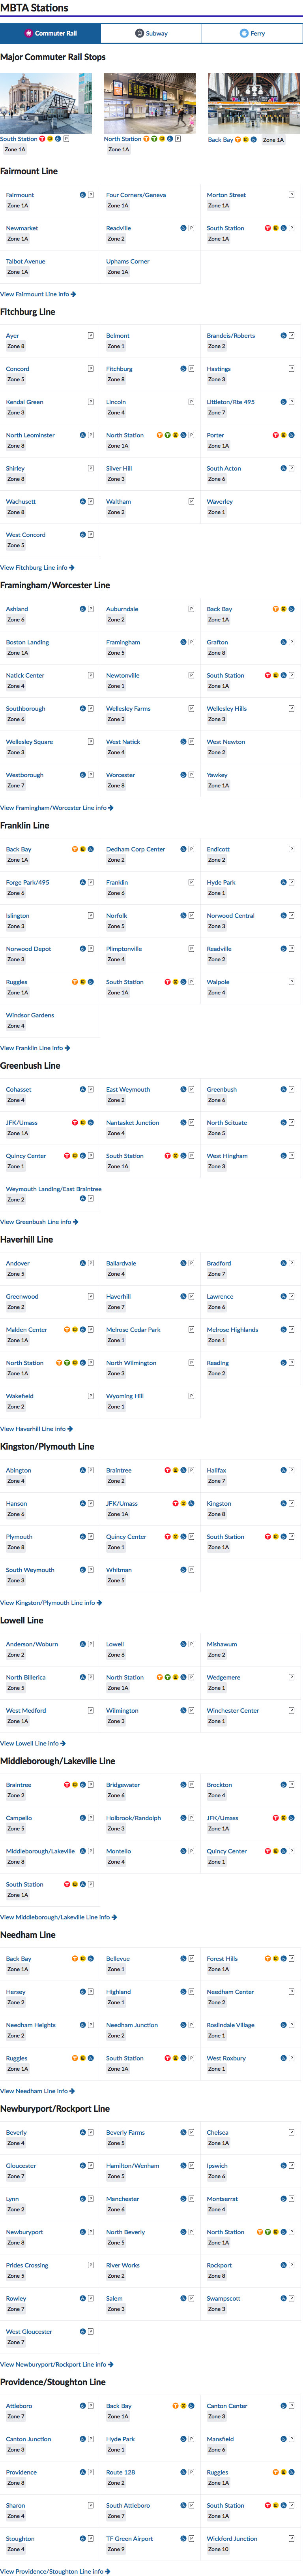 MBTA Stations
Commuter Rail
Subway
Ferry
Major Commuter Rail Stops
South Station
Zone 1A
North Station
Zone 1A
Back Bay Zone 1A
Fairmount Line
Fairmount Four Corners/Geneva Morton Street
Zone 1A Zone 1A Zone 1A
Newmarket Readville South Station
Zone 1A Zone 2 Zone 1A
Talbot Avenue Uphams Corner
Zone 1A Zone 1A
View Fairmount Line info
Fitchburg Line
Ayer Belmont Brandeis/Roberts
Zone 8 Zone 1 Zone 2
Concord Fitchburg Hastings
Zone 5 Zone 8 Zone 3
Kendal Green Lincoln Littleton/Rte 495
Zone 3 Zone 4 Zone 7
North Leominster North Station Porter
Zone 8 Zone 1A Zone 1A
Shirley Silver Hill South Acton
Zone 8 Zone 3 Zone 6
Wachusett Waltham Waverley
Zone 8 Zone 2 Zone 1
West Concord
Zone 5
View Fitchburg Line info
Framingham/Worcester Line
Ashland Auburndale Back Bay
Zone 6 Zone 2 Zone 1A
Boston Landing Framingham Grafton
Zone 1A Zone 5 Zone 8
Natick Center Newtonville South Station
Zone 4 Zone 1 Zone 1A
Southborough Wellesley Farms Wellesley Hills
Zone 6 Zone 3 Zone 3
Wellesley Square West Natick West Newton
Zone 3 Zone 4 Zone 2
Westborough Worcester Yawkey
Zone 7 Zone 8 Zone 1A
View Framingham/Worcester Line info
Franklin Line
Back Bay Dedham Corp Center Endicott
Zone 1A Zone 2 Zone 2
Forge Park/495 Franklin Hyde Park
Zone 6 Zone 6 Zone 1
Islington Norfolk Norwood Central
Zone 3 Zone 5 Zone 3
Norwood Depot Plimptonville Readville
Zone 3 Zone 4 Zone 2
Ruggles South Station Walpole
Zone 1A Zone 1A Zone 4
Windsor Gardens
Zone 4
View Franklin Line info
Greenbush Line
Cohasset East Weymouth Greenbush
Zone 4 Zone 2 Zone 6
JFK/Umass Nantasket Junction North Scituate
Zone 1A Zone 4 Zone 5
Quincy Center South Station West Hingham
Zone 1 Zone 1A Zone 3
Weymouth Landing/East Braintree
Zone 2
View Greenbush Line info
Haverhill Line
Andover Ballardvale Bradford
Zone 5 Zone 4 Zone 7
Greenwood Haverhill Lawrence
Zone 2 Zone 7 Zone 6
Malden Center Melrose Cedar Park Melrose Highlands
Zone 1A Zone 1 Zone 1
North Station North Wilmington Reading
Zone 1A Zone 3 Zone 2
Wakefield Wyoming Hill
Zone 2 Zone 1
View Haverhill Line info
Kingston/Plymouth Line
Abington Braintree Halifax
Zone 4 Zone 2 Zone 7
Hanson JFK/Umass Kingston
Zone 6 Zone 1A Zone 8
Plymouth Quincy Center South Station
Zone 8 Zone 1 Zone 1A
South Weymouth Whitman
Zone 3 Zone 5
View Kingston/Plymouth Line info
Lowell Line
Anderson/Woburn Lowell Mishawum
Zone 2 Zone 6 Zone 2
North Billerica North Station Wedgemere
Zone 5 Zone 1A Zone 1
West Medford Wilmington Winchester Center
Zone 1A Zone 3 Zone 1
View Lowell Line info
Middleborough/Lakeville Line
Braintree Bridgewater Brockton
Zone 2 Zone 6 Zone 4
Campello Holbrook/Randolph JFK/Umass
Zone 5 Zone 3 Zone 1A
Middleborough/Lakeville Montello Quincy Center
Zone 8 Zone 4 Zone 1
South Station
Zone 1A
View Middleborough/Lakeville Line info
Needham Line
Back Bay Bellevue Forest Hills
Zone 1A Zone 1 Zone 1A
Hersey Highland Needham Center
Zone 2 Zone 1 Zone 2
Needham Heights Needham Junction Roslindale Village
Zone 2 Zone 2 Zone 1
Ruggles South Station West Roxbury
Zone 1A Zone 1A Zone 1
View Needham Line info
Newburyport/Rockport Line
Beverly Beverly Farms Chelsea
Zone 4 Zone 5 Zone 1A
Gloucester Hamilton/Wenham Ipswich
Zone 7 Zone 5 Zone 6
Lynn Manchester Montserrat
Zone 2 Zone 6 Zone 4
Newburyport North Beverly North Station
Zone 8 Zone 5 Zone 1A
Prides Crossing River Works Rockport
Zone 5 Zone 2 Zone 8
Rowley Salem Swampscott
Zone 7 Zone 3 Zone 3
West Gloucester
Zone 7
View Newburyport/Rockport Line info
Providence/Stoughton Line
Attleboro Back Bay Canton Center
Zone 7 Zone 1A Zone 3
Canton Junction Hyde Park Mansfield
Zone 3 Zone 1 Zone 6
Providence Route 128 Ruggles
Zone 8 Zone 2 Zone 1A
Sharon South Attleboro South Station
Zone 4 Zone 7 Zone 1A
Stoughton TF Green Airport Wickford Junction
Zone 4 Zone 9 Zone 10
View Providence/Stoughton Line info